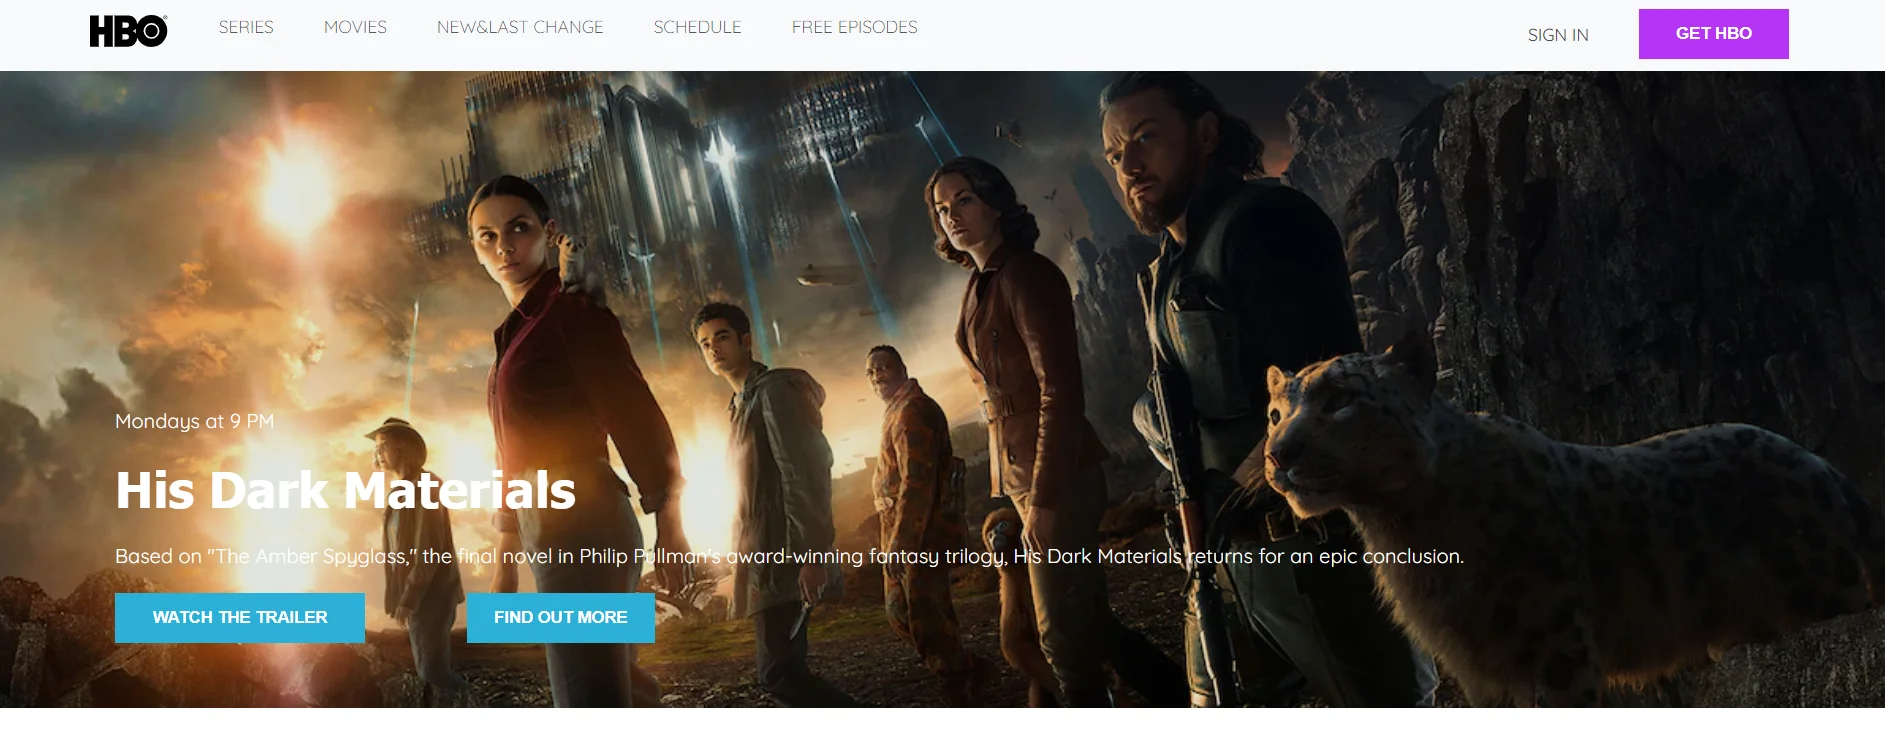 HBO
SERIES MOVIES NEW&LAST CHANGE SCHEDULE FREE EPISODES SIGN IN GET HBO
Mondays at 9 PM
His Dark Materials
Based on "The Amber Spyglass," the final novel in Philip Pullman's award-winning fantasy trilogy, His Dark Materials returns for an epic conclusion.
WATCH THE TRAILER FIND OUT MORE